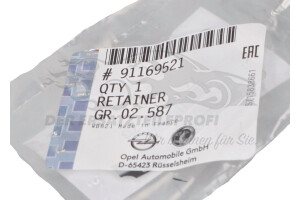 EAC
# 91169521
QTY 1
RETAINER
GR.02.587
Opel Automobile GmbH
D-65423 Rüsselsheim